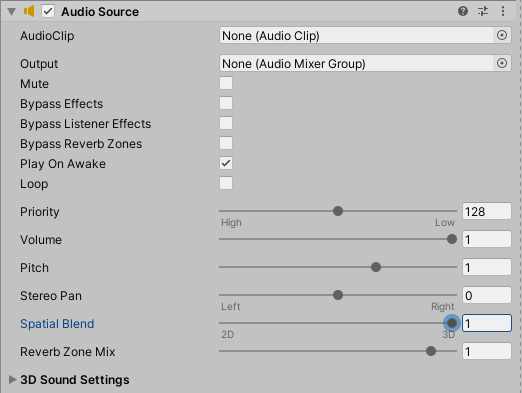 Audio Source
AudioClip None (Audio Clip)
Output None (Audio Mixer Group)
Mute
Bypass Effects
Bypass Listener Effects
Bypass Reverb Zones
Play On Awake
Loop
Priority 128
High Low
Volume 1
Pitch 1
Stereo Pan 0
Left Right
Spatial Blend 1
2D 3D
Reverb Zone Mix 1
3D Sound Settings